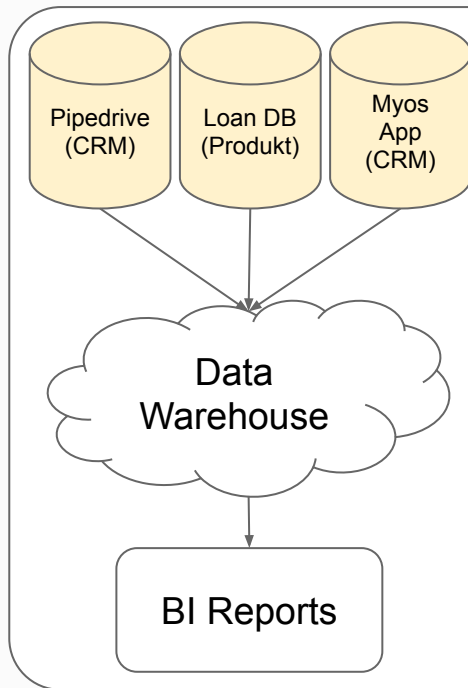 Pipedrive
(CRM)
Loan DB
(Produkt)
Myos
App
(CRM)
Data
Warehouse
BI Reports